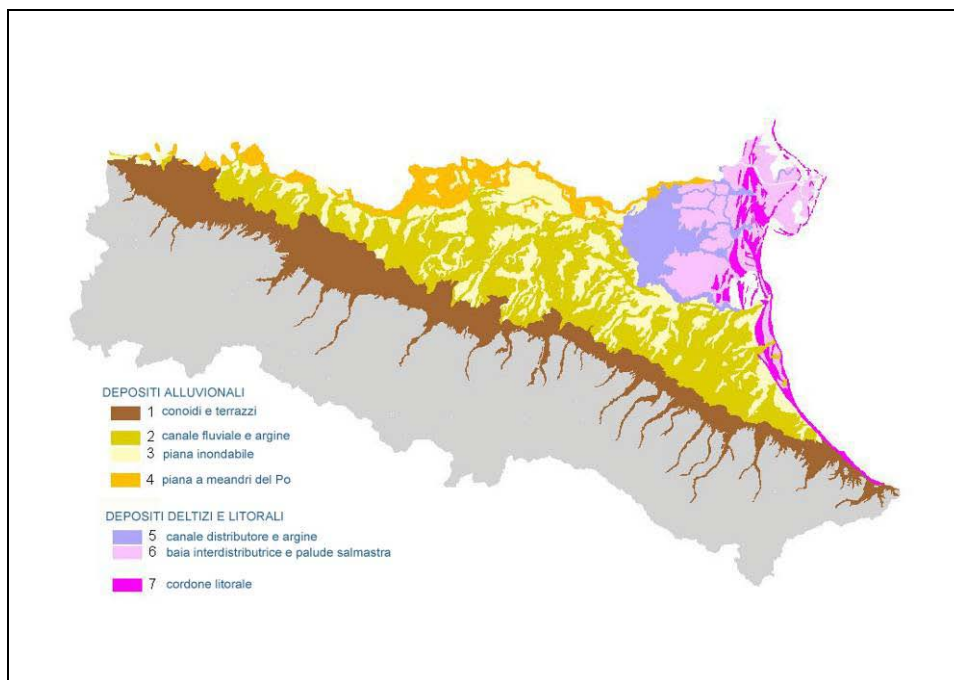 DEPOSITI ALLUVIONALI
1 conoidi e terrazzi
2 canale fluviale e argine
3 piana inondabile
4 piana a meandri del Po
DEPOSITI DELTIZI E LITORALI
5 canale distributore e argine
6 baia interdistributrice e palude salmastra
7 cordone litorale